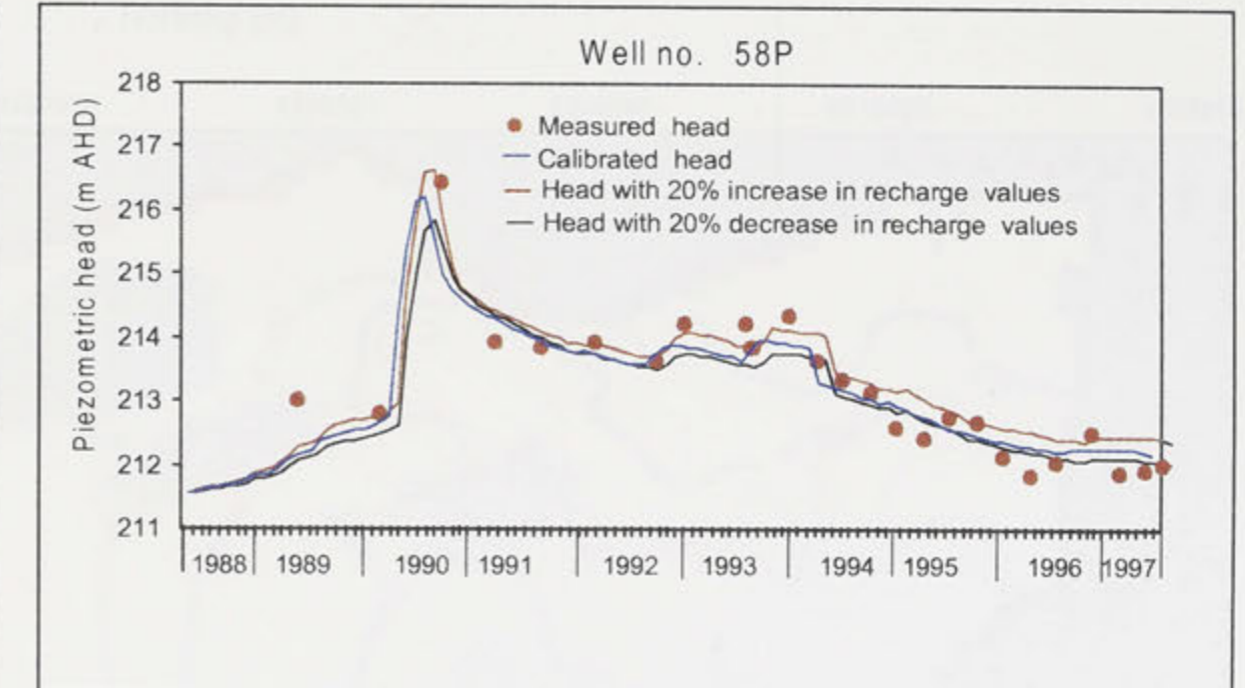 Well no. 58P
Piezometric head (m AHD)
218
217
216
215
214
213
212
211
Measured head
Calibrated head
Head with 20% increase in recharge values
Head with 20% decrease in recharge values
1988 1989 1990 1991 1992 1993 1994 1995 1996 1997